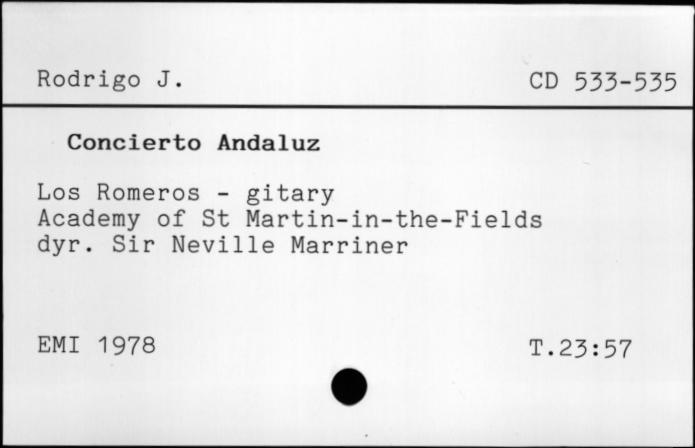 Rodrigo J. CD 533-535
Concierto Andaluz
Los Romeros - gitary
Academy of St Martin-in-the-Fields
dyr. Sir Neville Marriner
EMI 1978 T.23:57